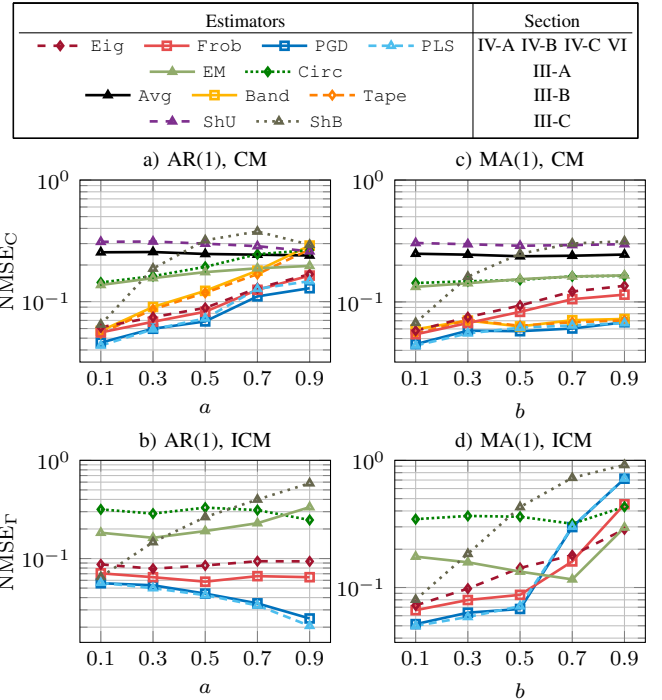 Estimators Section
Eig Frob PGD PLS IV-A IV-B IV-C VI
EM Circ III-A
Avg Band Tape III-B
ShU ShB III-C
a) AR(1), CM
c) MA(1), CM
NMSE_C
10^0
10^-1
0.1 0.3 0.5 0.7 0.9
a
10^0
10^-1
0.1 0.3 0.5 0.7 0.9
b
b) AR(1), ICM
d) MA(1), ICM
NMSE_Γ
10^0
10^-1
0.1 0.3 0.5 0.7 0.9
a
10^0
10^-1
0.1 0.3 0.5 0.7 0.9
b